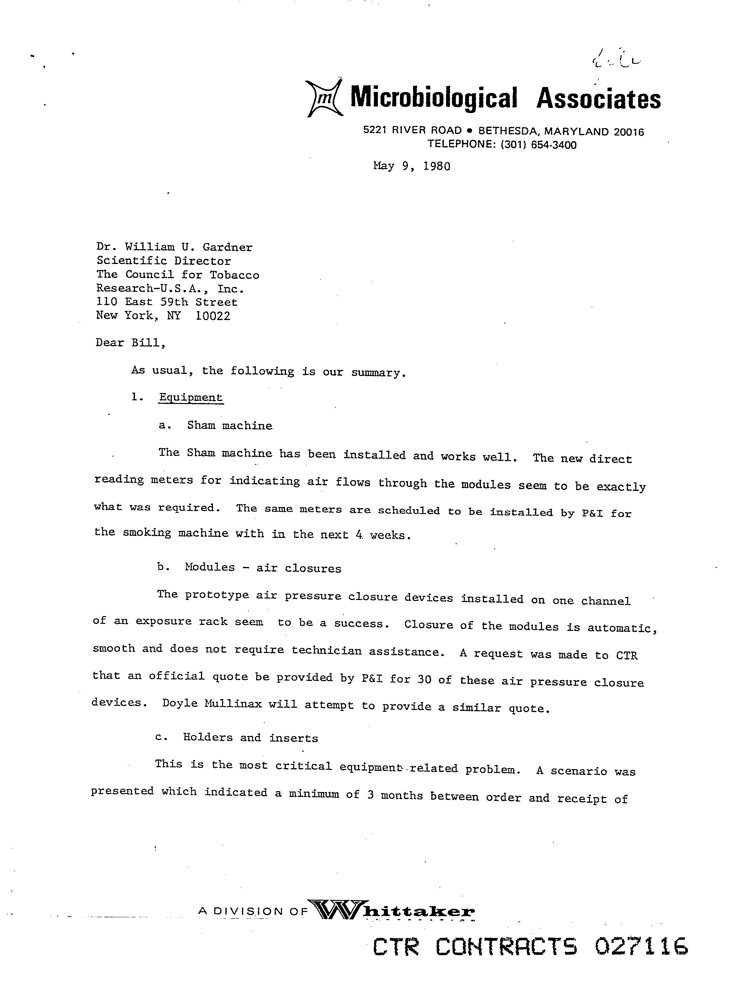 m Microbiological Associates
5221 RIVER ROAD • BETHESDA, MARYLAND 20016
TELEPHONE: (301) 654-3400
May 9, 1980
Dr. William U. Gardner
Scientific Director
The Council for Tobacco
Research-U.S.A., Inc.
110 East 59th Street
New York, NY 10022
Dear Bill,
As usual, the following is our summary.
1. Equipment
a. Sham machine
The Sham machine has been installed and works well. The new direct
reading meters for indicating air flows through the modules seem to be exactly
what was required. The same meters are scheduled to be installed by P&I for
the smoking machine with in the next 4 weeks.
b. Modules - air closures
The prototype air pressure closure devices installed on one channel
of an exposure rack seem to be a success. Closure of the modules is automatic,
smooth and does not require technician assistance. A request was made to CTR
that an official quote be provided by P&I for 30 of these air pressure closure
devices. Doyle Mullinax will attempt to provide a similar quote.
c. Holders and inserts
This is the most critical equipment related problem. A scenario was
presented which indicated a minimum of 3 months between order and receipt of
A DIVISION OF Whittaker
CTR CONTRACTS 027116